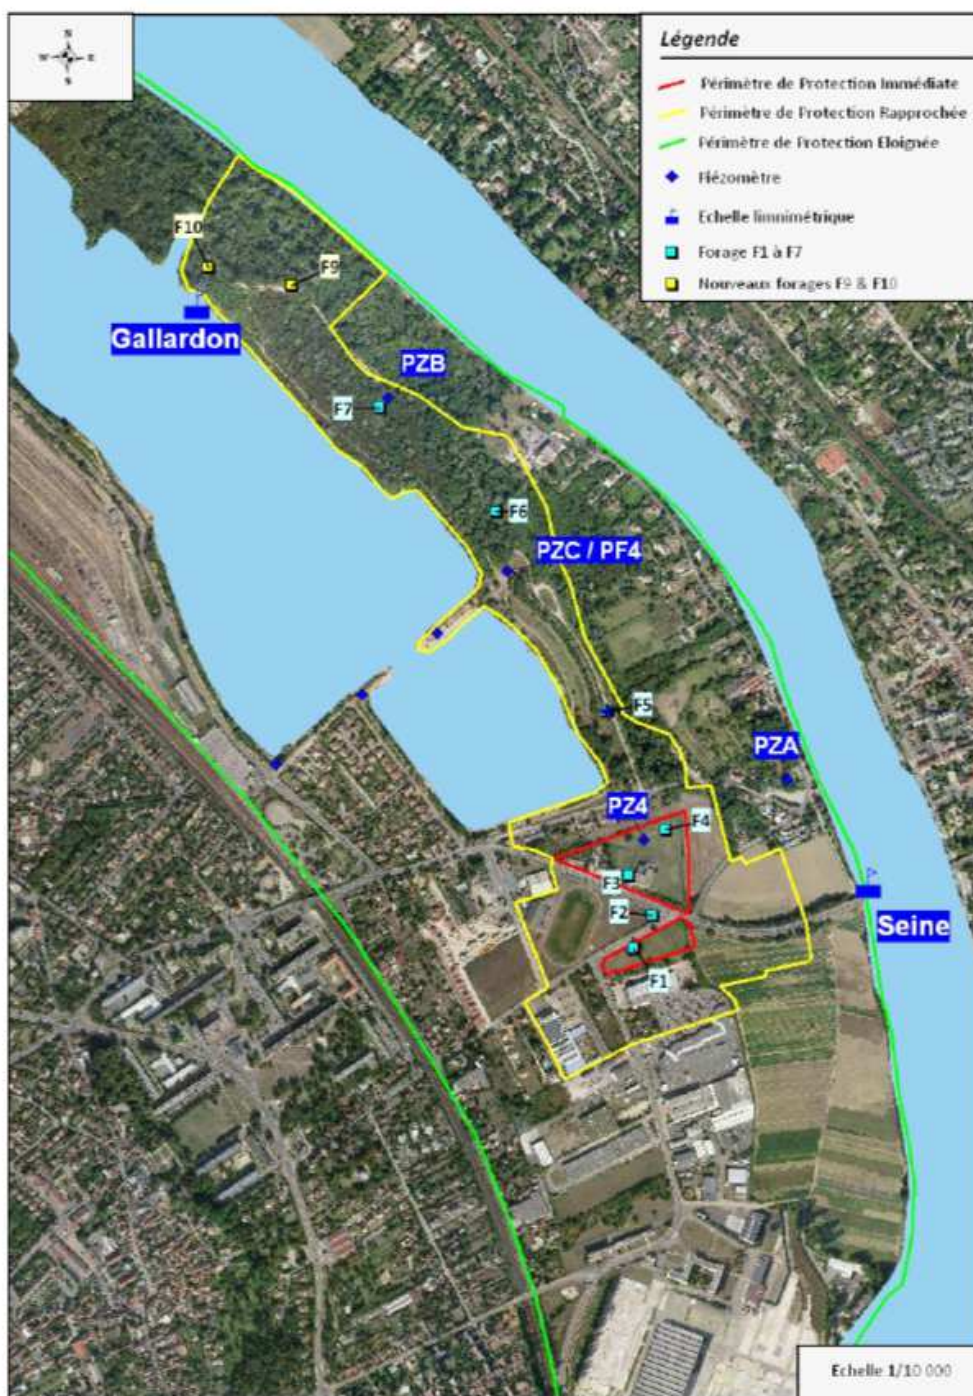 N
W E
S
Légende
Périmètre de Protection Immédiate
Périmètre de Protection Rapprochée
Périmètre de Protection Eloignée
Piézomètre
Echelle limnimétrique
Forage F1 à F7
Nouveaux forages F9 & F10
F10
F9
Gallardon
PZB
F7
F6
PZC / PF4
F5
PZA
PZ4
F4
F3
F2
Seine
F1
Echelle 1/10 000